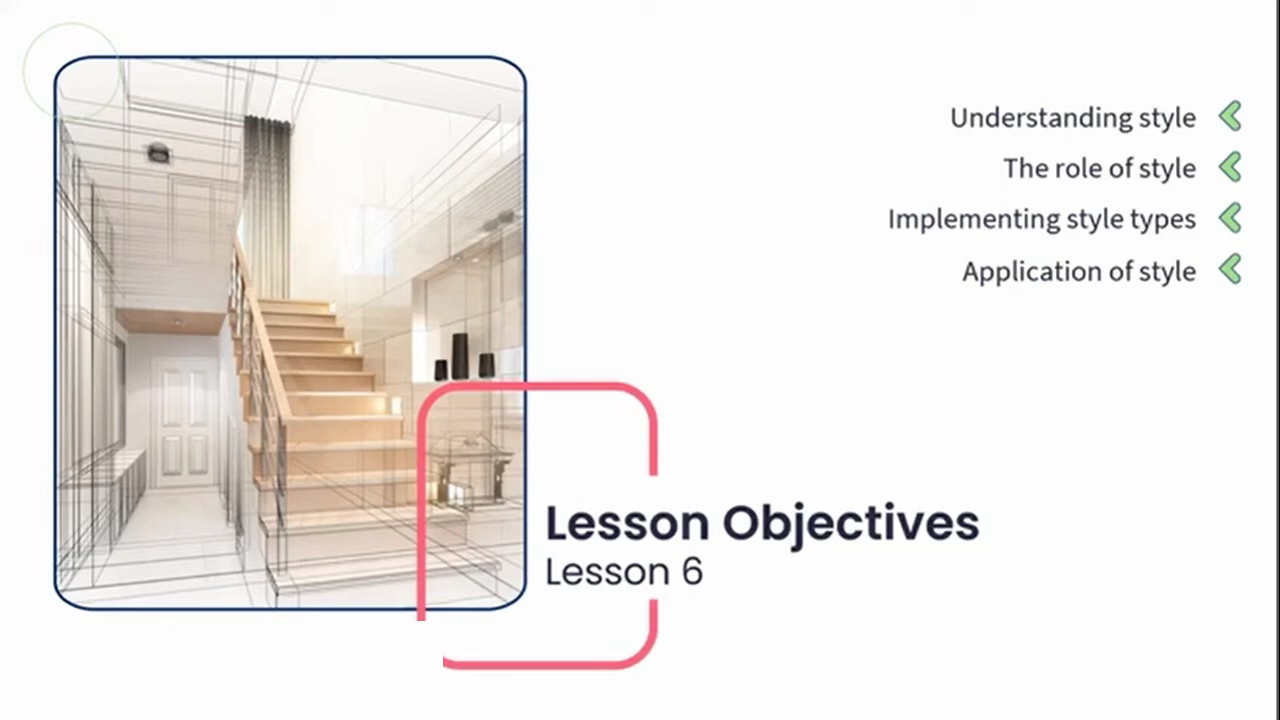 Understanding style
The role of style
Implementing style types
Application of style
Lesson Objectives
Lesson 6